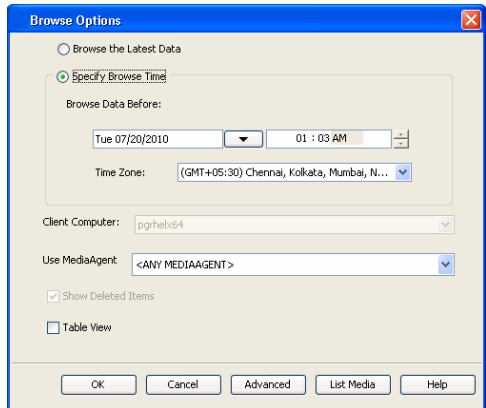 Browse Options
Browse the Latest Data
Specify Browse Time
Browse Data Before:
Tue 07/20/2010
01 : 03 AM
Time Zone: (GMT+05:30) Chennai, Kolkata, Mumbai, N...
Client Computer: pgrhelx64
Use MediaAgent <ANY MEDIAAGENT>
Show Deleted Items
Table View
OK Cancel Advanced List Media Help